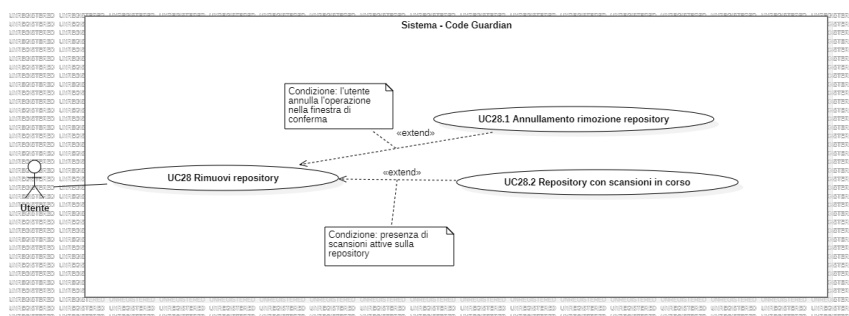 Sistema - Code Guardian
Condizione: l'utente
annulla l'operazione
nella finestra di
conferma
UC28.1 Annullamento rimozione repository
«extend»
«extend»
UC28 Rimuovi repository
UC28.2 Repository con scansioni in corso
Utente
Condizione: presenza di
scansioni attive sulla
repository